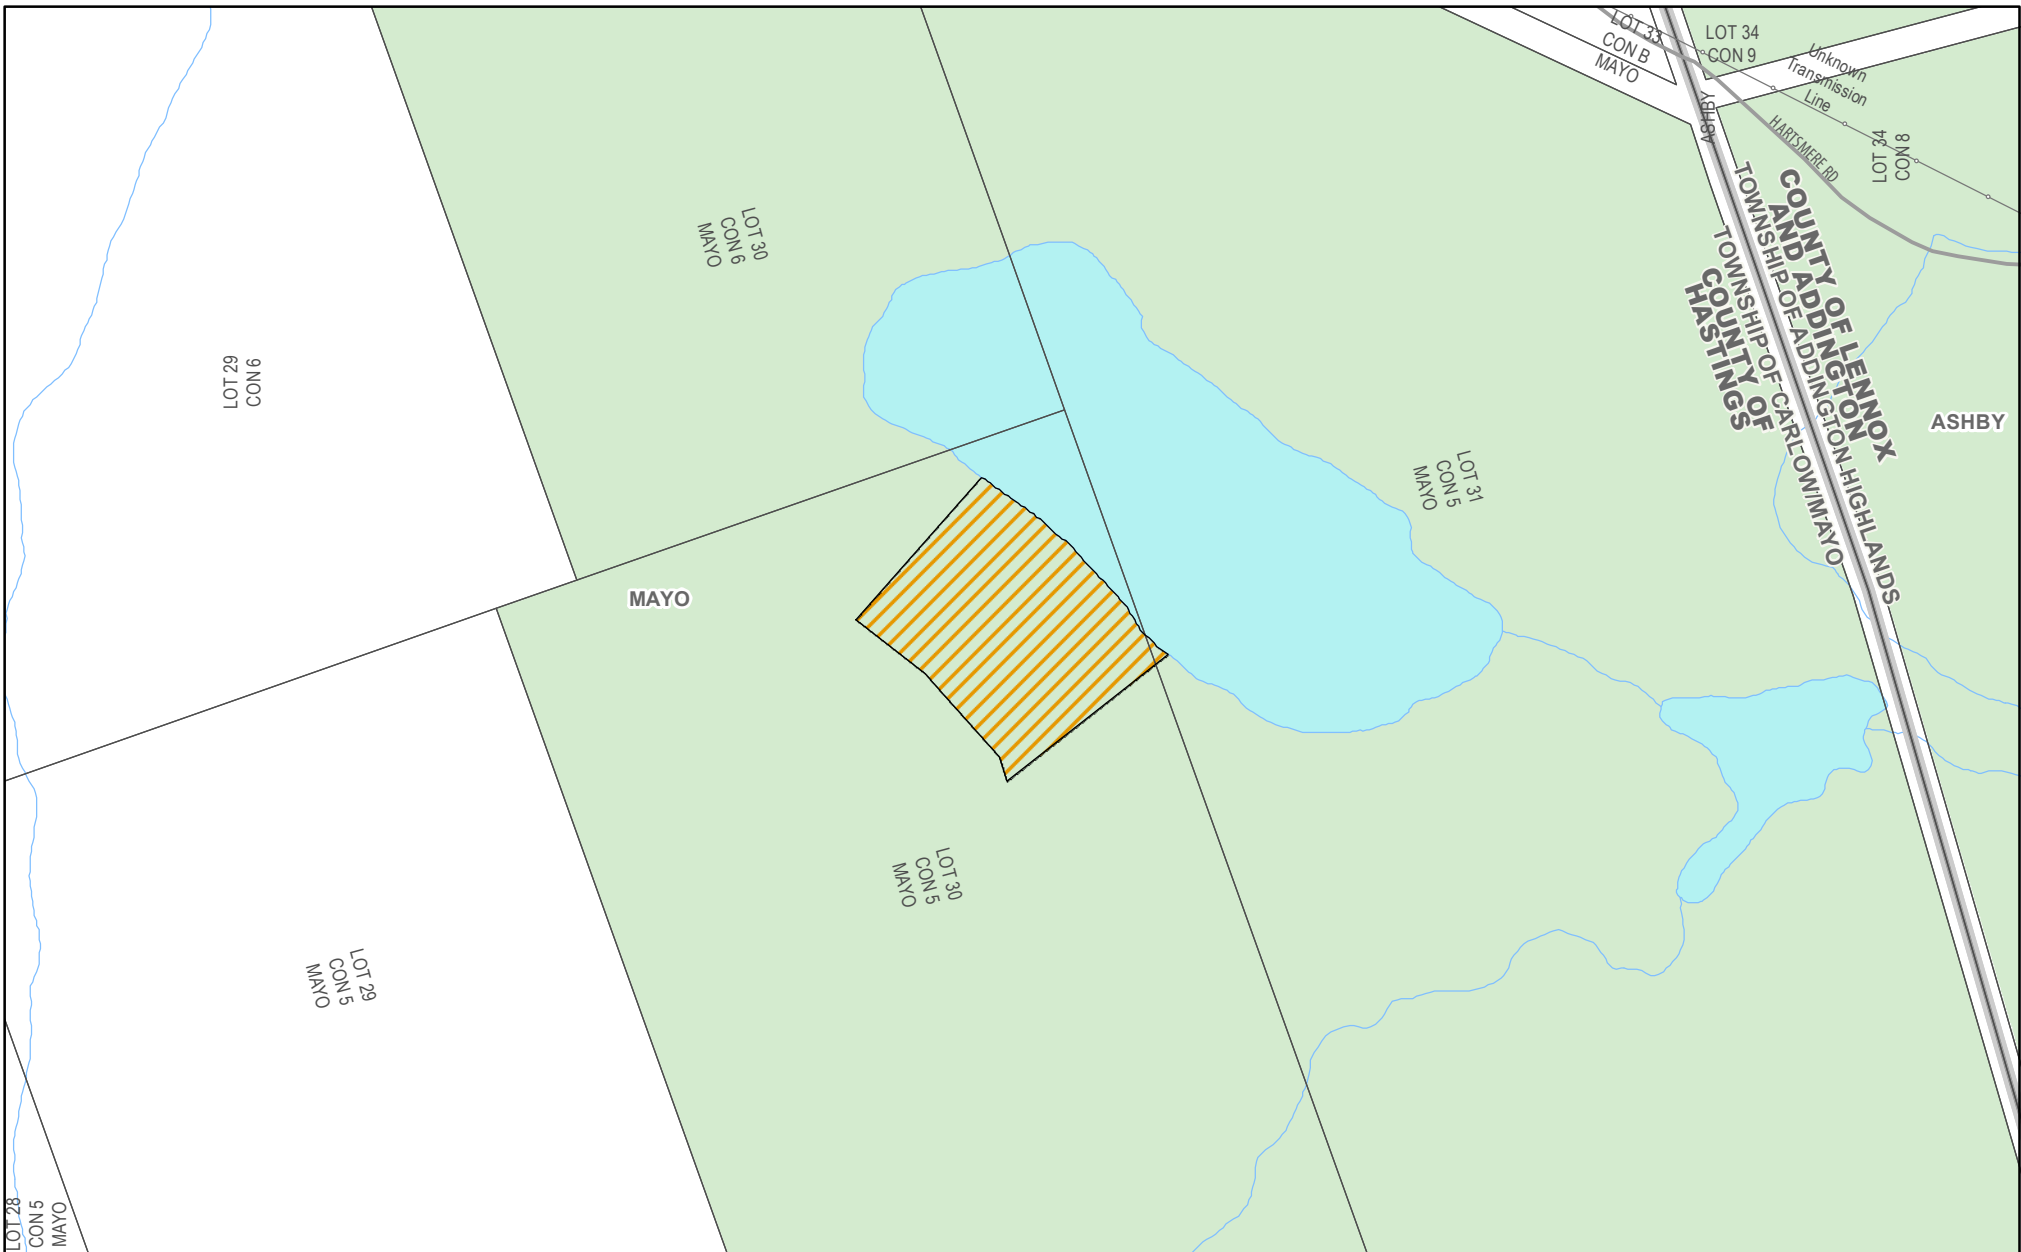 LOT 33
CON B
MAYO
LOT 34
CON 9
Unknown
Transmission
Line
ASHBY
HARTSMERE RD
LOT 34
CON 8
LOT 30
CON 6
MAYO
COUNTY OF LENNOX
AND ADDINGTON
TOWNSHIP OF ADDINGTON HIGHLANDS
TOWNSHIP OF CARLOW/MAYO
COUNTY OF
HASTINGS
LOT 29
CON 6
ASHBY
LOT 31
CON 5
MAYO
MAYO
LOT 30
CON 5
MAYO
LOT 29
CON 5
MAYO
LOT 28
CON 5
MAYO